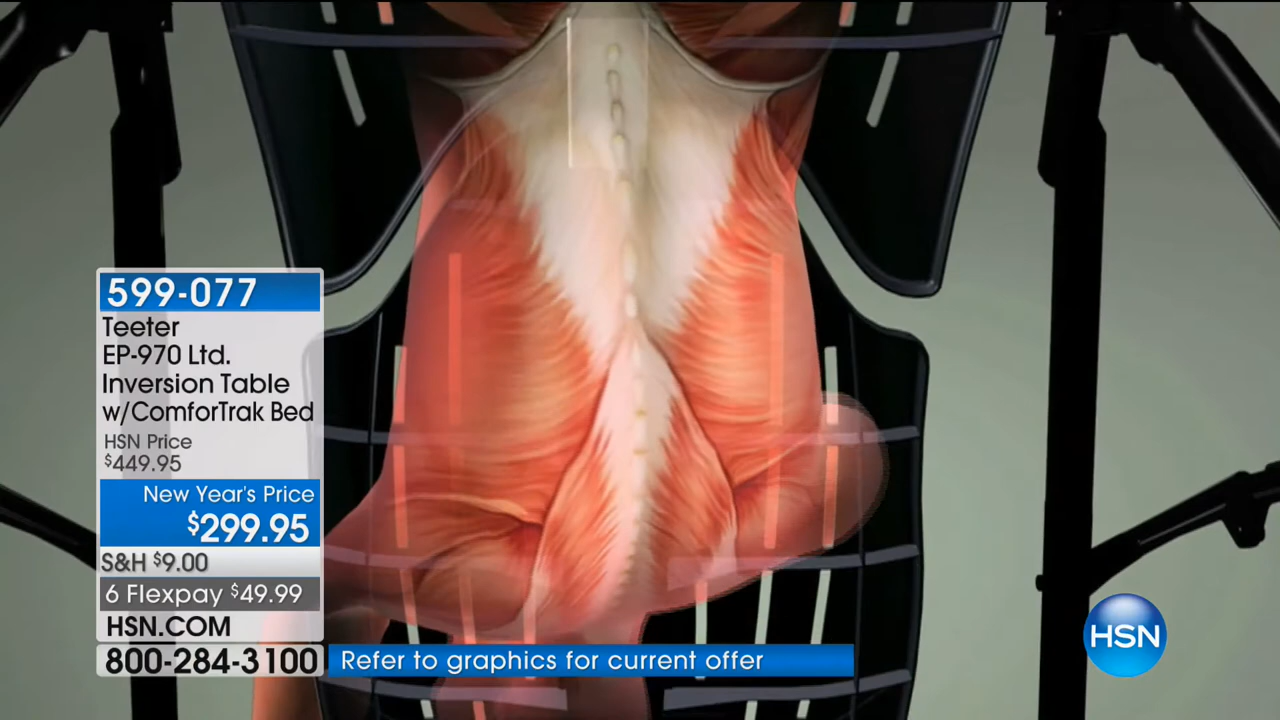 599-077
Teeter
EP-970 Ltd.
Inversion Table
w/ComforTrak Bed
HSN Price
$449.95
New Year's Price
$299.95
S&H $9.00
6 Flexpay $49.99
HSN.COM
800-284-3100
Refer to graphics for current offer
HSN